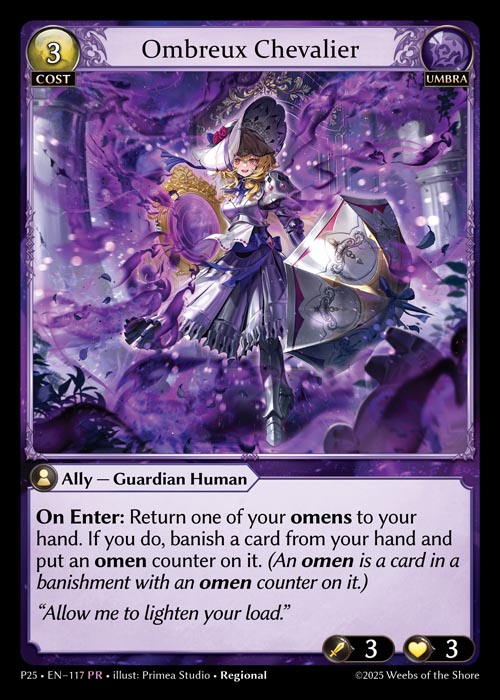 3
COST
Ombreux Chevalier
UMBRA
Ally — Guardian Human
On Enter: Return one of your omens to your
hand. If you do, banish a card from your hand and
put an omen counter on it. (An omen is a card in a
banishment with an omen counter on it.)
“Allow me to lighten your load.”
3
3
P25 • EN–117 PR • illust: Primea Studio • Regional
©2025 Weebs of the Shore